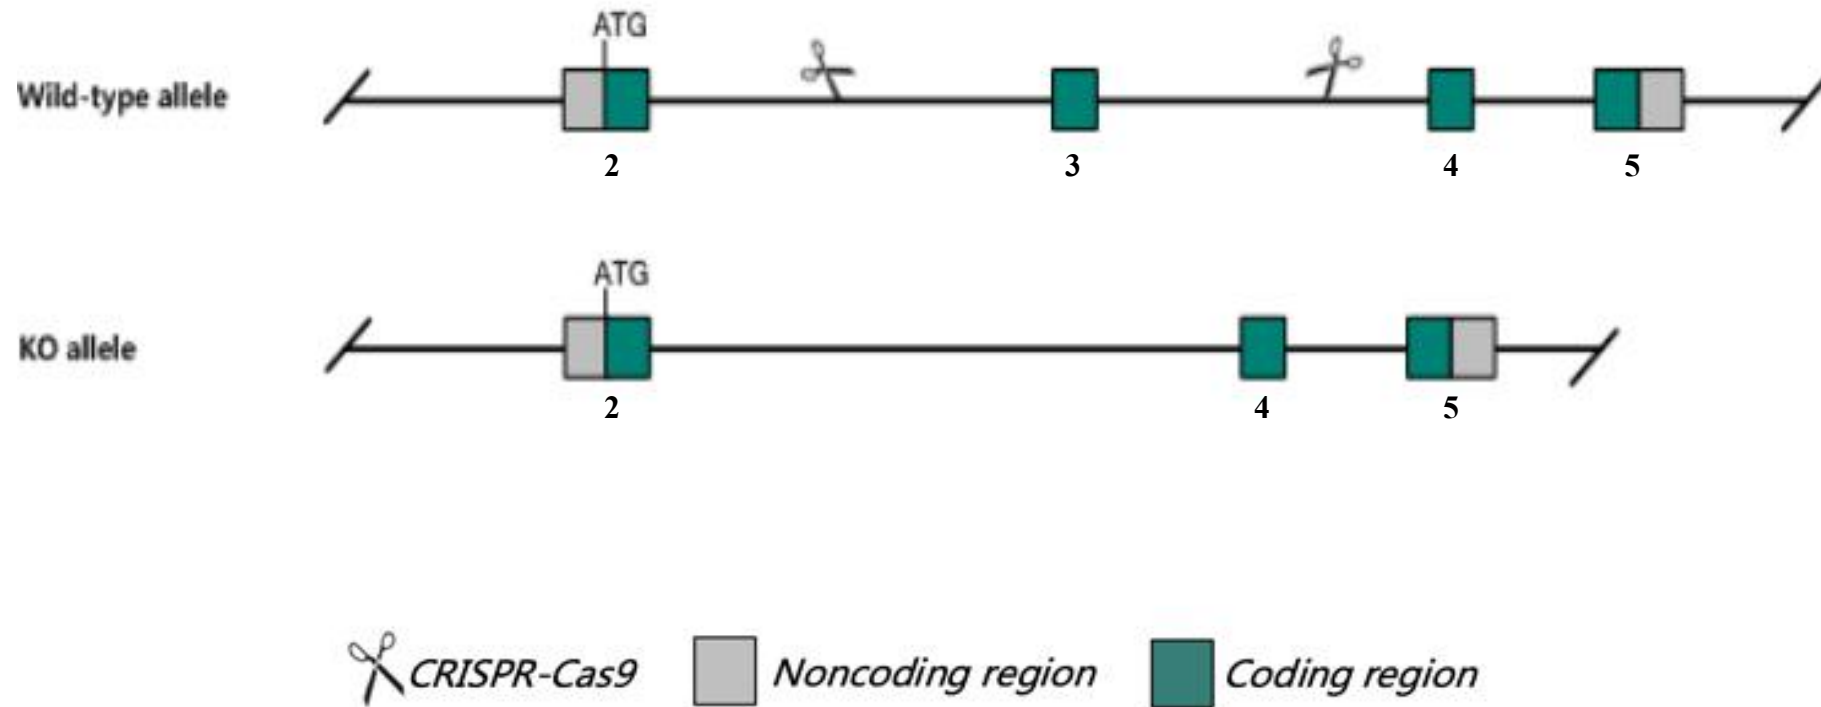 ATG
Wild-type allele
2 3 4 5
ATG
KO allele
2 4 5
CRISPR-Cas9 Noncoding region Coding region